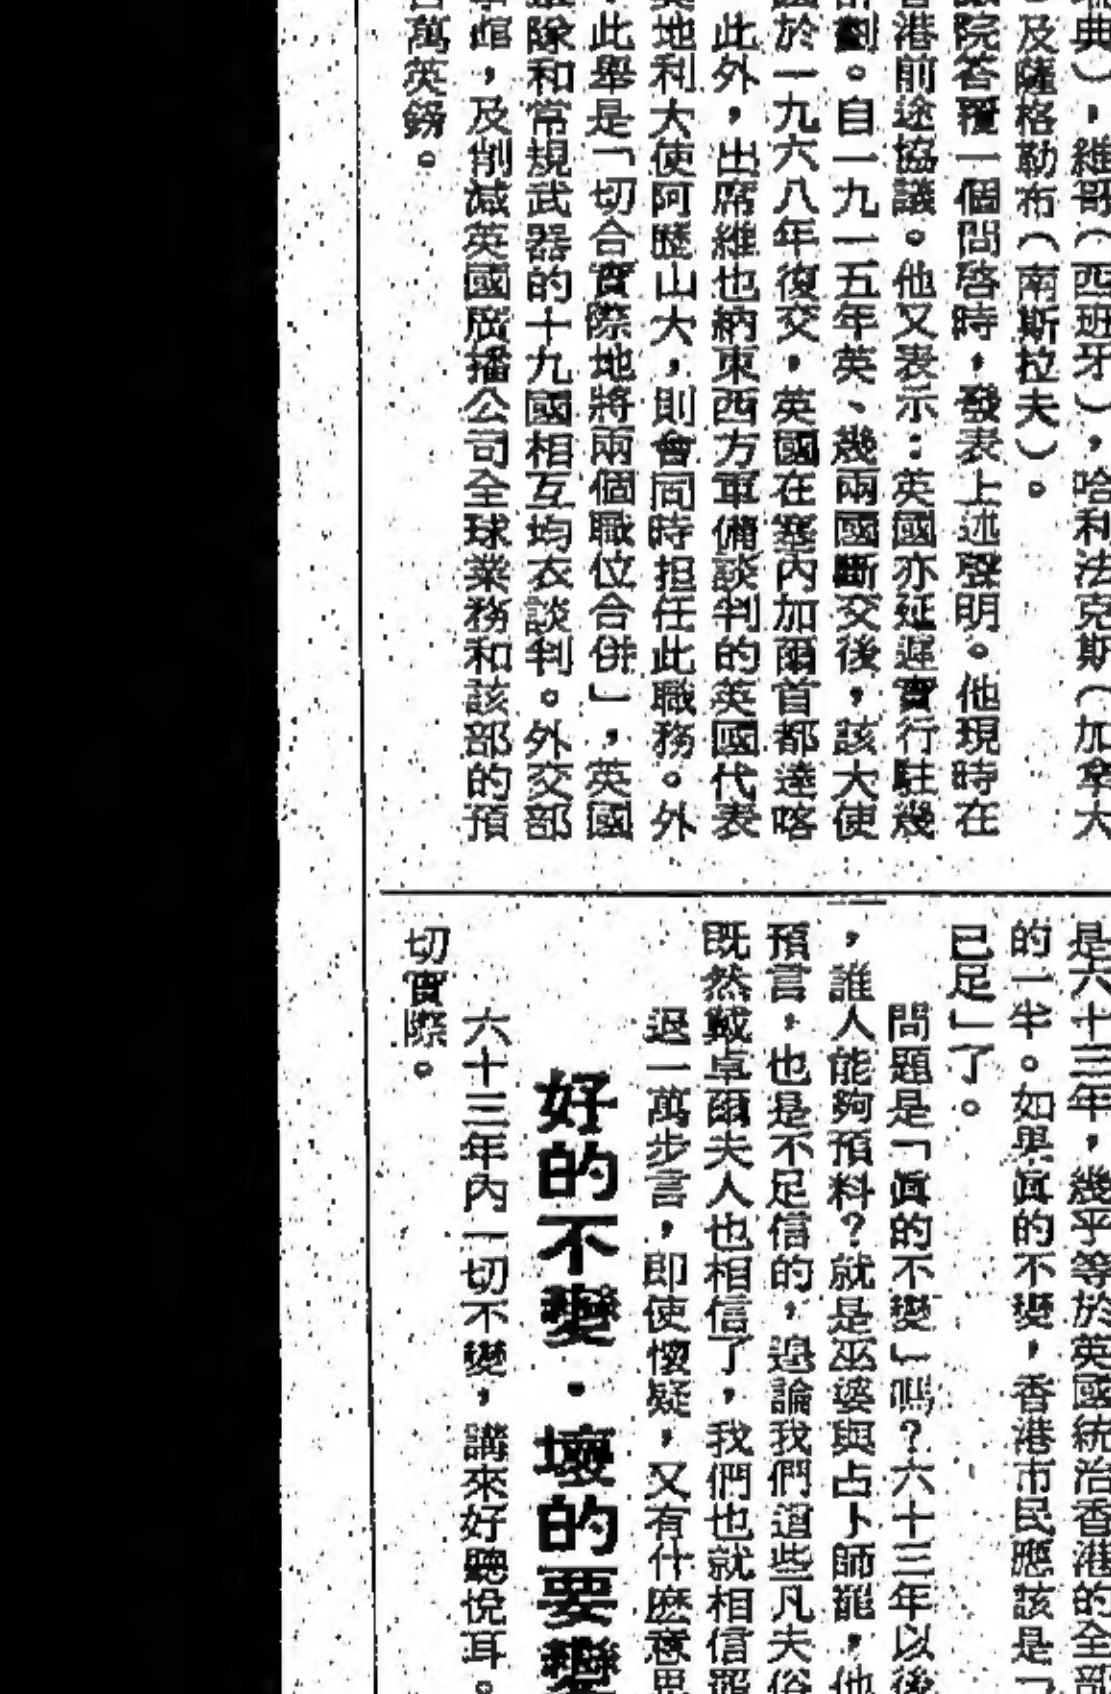 典），維哥（西班牙），哈利法克斯（加拿大
及薩格勒布（南斯拉夫）。
院答覆一個問啓時，發表上述聲明。他現時在
香港前途協議。他又表示：英國亦延遲實行駐幾
劃。自一九一五年英、幾兩國斷交後，該大使
於一九六八年復交，英國在塞內加爾首都達喀
此外，出席維也納東西方軍備談判的英國代表
地利大使阿歷山大，則會同時担任此職務。外
此舉是「切合實際地將兩個職位合併」，英國
隊和常規武器的十九國相互均衣談判。外交部
館，及削減英國廣播公司全球業務和該部的預
百萬英鎊。
是六十三年，幾乎等於英國統治香港的全部
的一半。如果眞的不變，香港市民應該是「
已足」了。
問題是「眞的不變」嗎？六十三年以後
，誰人能夠預料？就是巫婆與占卜師罷，他
預言，也是不足信的，遑論我們這些凡夫俗
既然戴卓爾夫人也相信了，我們也就相信罷
退一萬步言，即使懷疑，又有什麽意思
好的不變．壞的要變
六十三年內一切不變，講來好聽悅耳。
切實際。